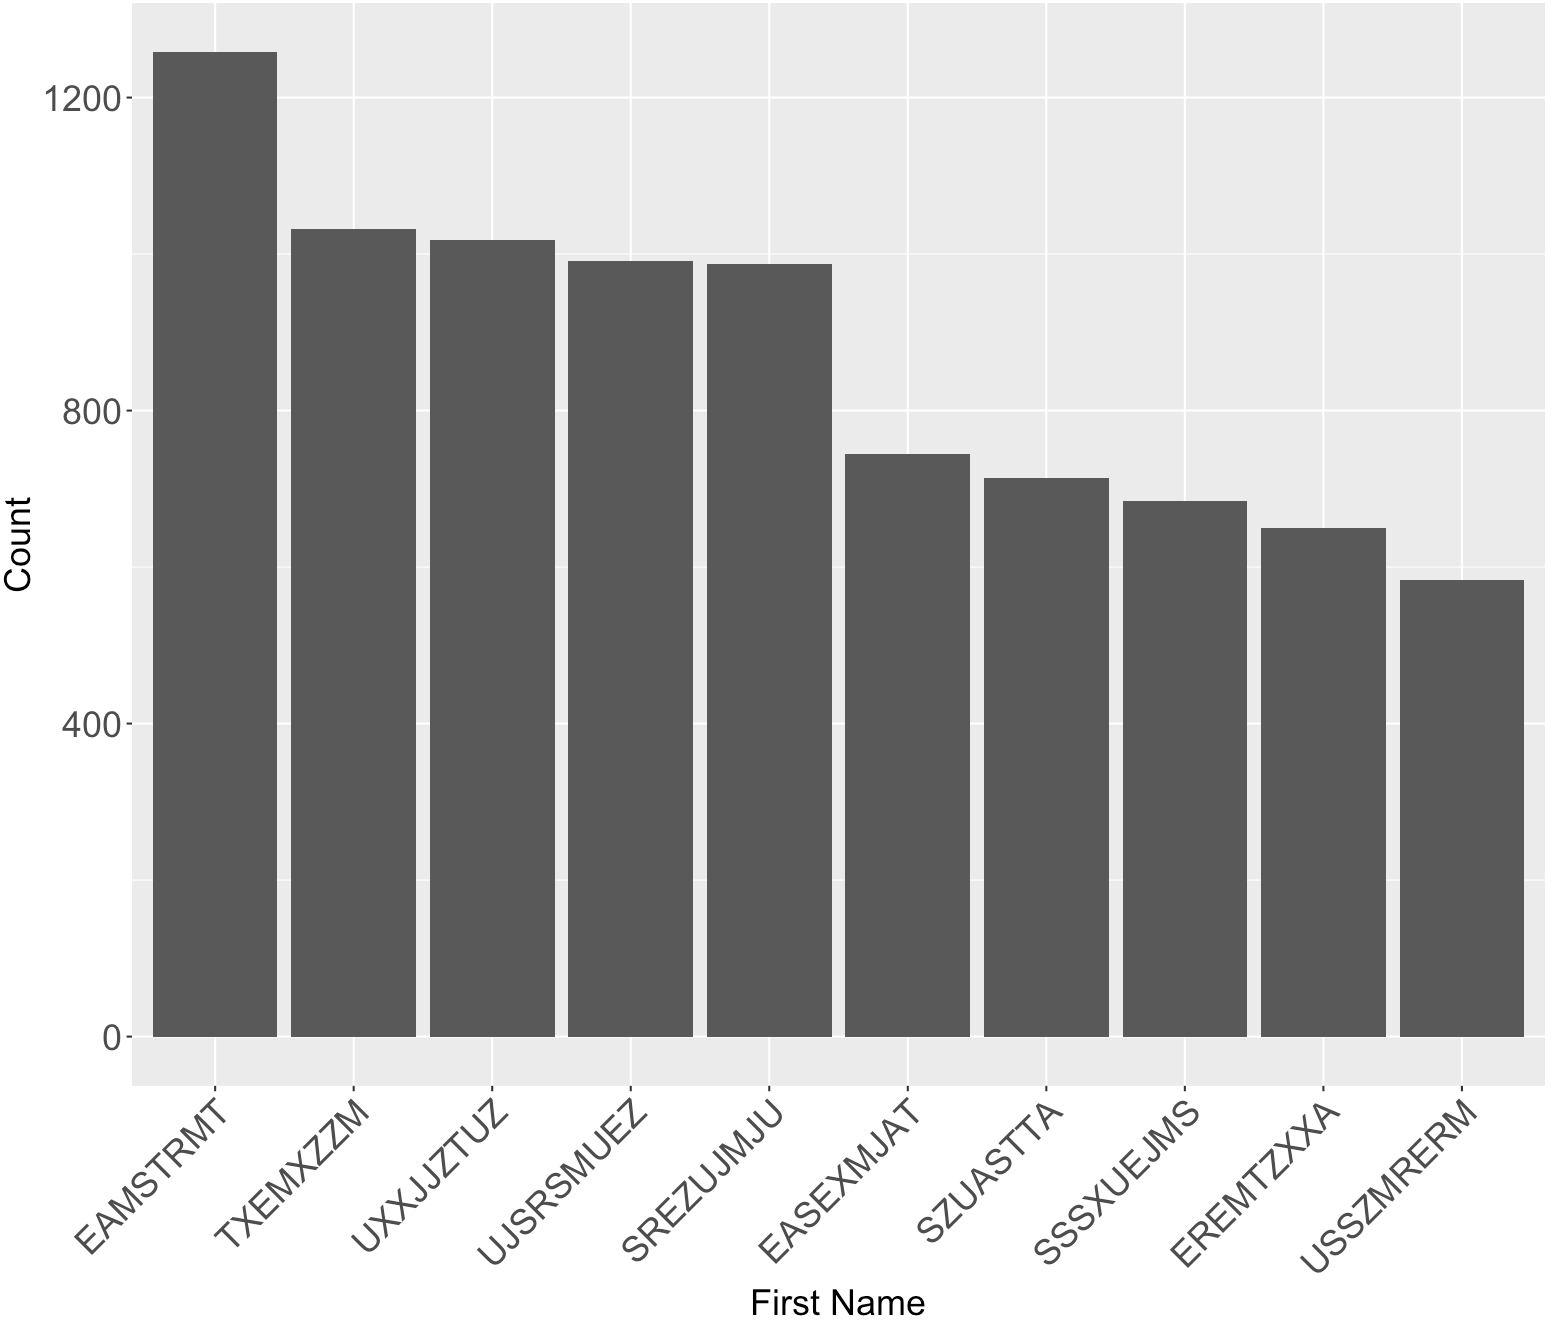 1200
800
400
0
Count
EAMSTRMT
TXEMXZZM
UXXJJZTUZ
UJSRSMUEZ
SREZUJMJU
EASEXMJAT
SZUASTTA
SSSXUEJMS
EREMTZXXA
USSZMRERM
First Name